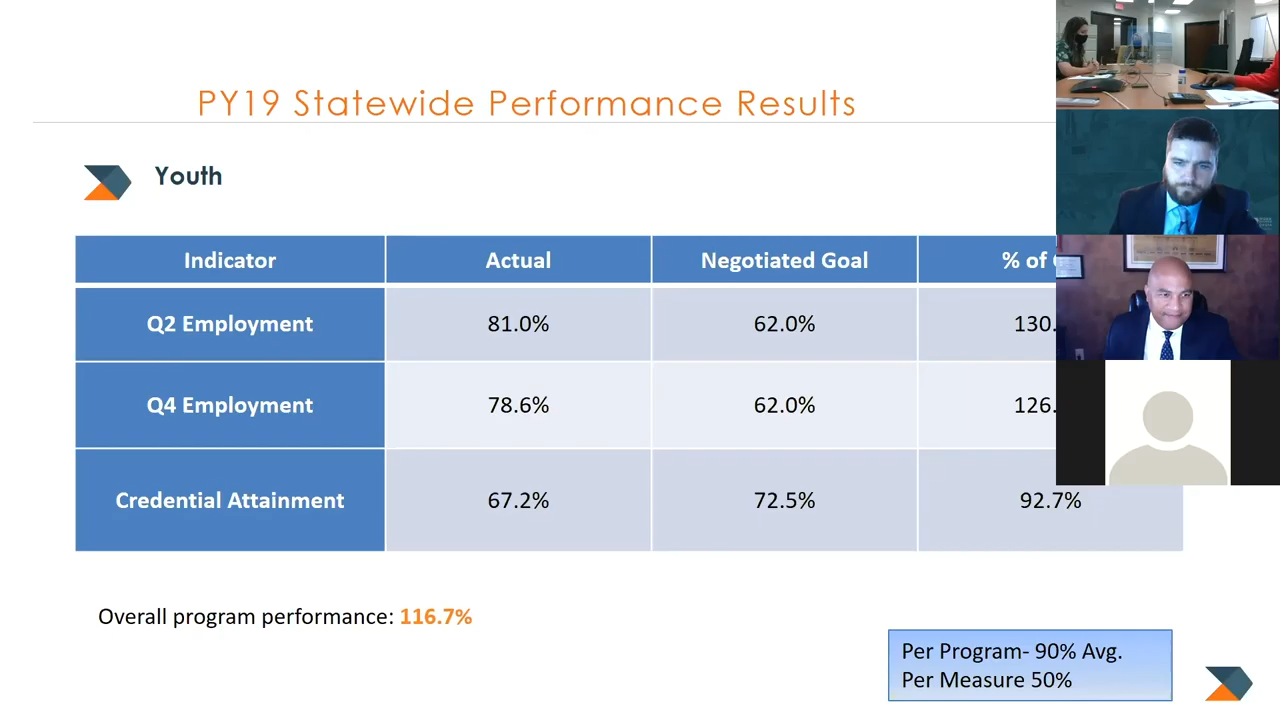 PY19 Statewide Performance Results
Youth
Indicator Actual Negotiated Goal % of
Q2 Employment 81.0% 62.0% 130.
Q4 Employment 78.6% 62.0% 126.
Credential Attainment 67.2% 72.5% 92.7%
Overall program performance: 116.7%
Per Program- 90% Avg.
Per Measure 50%